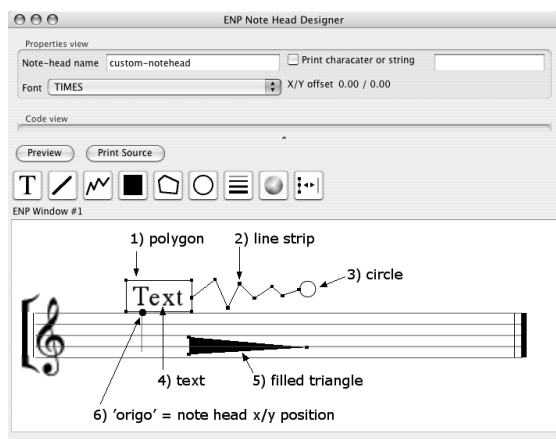 ENP Note Head Designer
Properties view
Note-head name custom-notehead Print characater or string
Font TIMES X/Y offset 0.00 / 0.00
Code view
Preview Print Source
T
ENP Window #1
1) polygon 2) line strip
3) circle
Text
4) text 5) filled triangle
6) 'origo' = note head x/y position